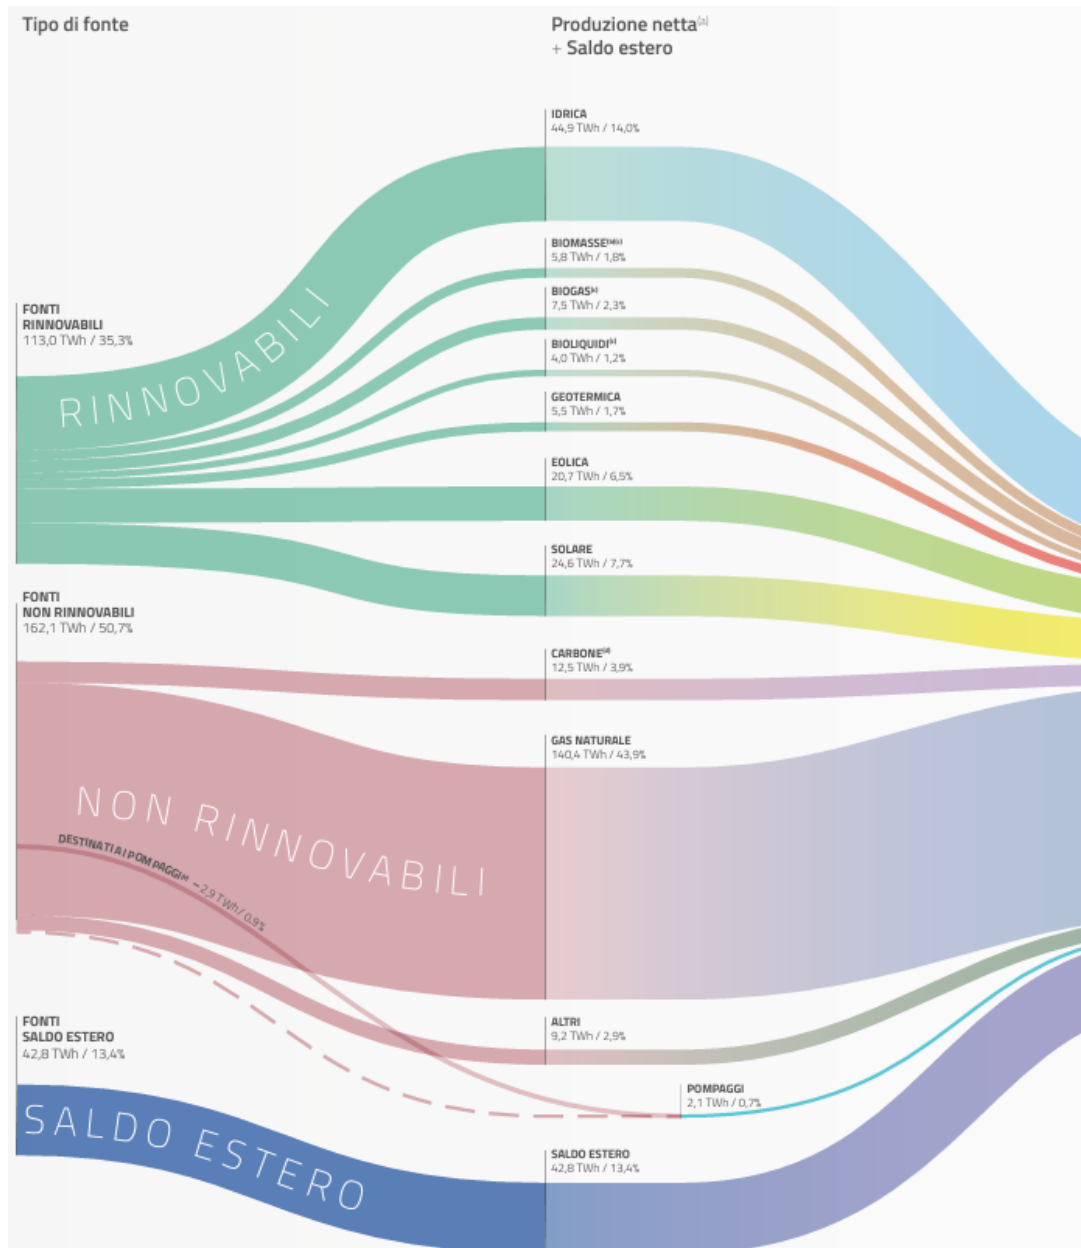 Tipo di fonte
Produzione netta(a)
+ Saldo estero
IDRICA
44,9 TWh / 14,0%
BIOMASSE(b)(c)
5,8 TWh / 1,8%
BIOGAS(c)
7,5 TWh / 2,3%
BIOLIQUIDI(c)
4,0 TWh / 1,2%
GEOTERMICA
5,5 TWh / 1,7%
EOLICA
20,7 TWh / 6,5%
SOLARE
24,6 TWh / 7,7%
FONTI
RINNOVABILI
113,0 TWh / 35,3%
RINNOVABILI
FONTI
NON RINNOVABILI
162,1 TWh / 50,7%
CARBONE(d)
12,5 TWh / 3,9%
GAS NATURALE
140,4 TWh / 43,9%
NON RINNOVABILI
DESTINATI AI POMPAGGI – 2,9 TWh / 0,9%
ALTRI
9,2 TWh / 2,9%
POMPAGGI
2,1 TWh / 0,7%
FONTI
SALDO ESTERO
42,8 TWh / 13,4%
SALDO ESTERO
SALDO ESTERO
42,8 TWh / 13,4%